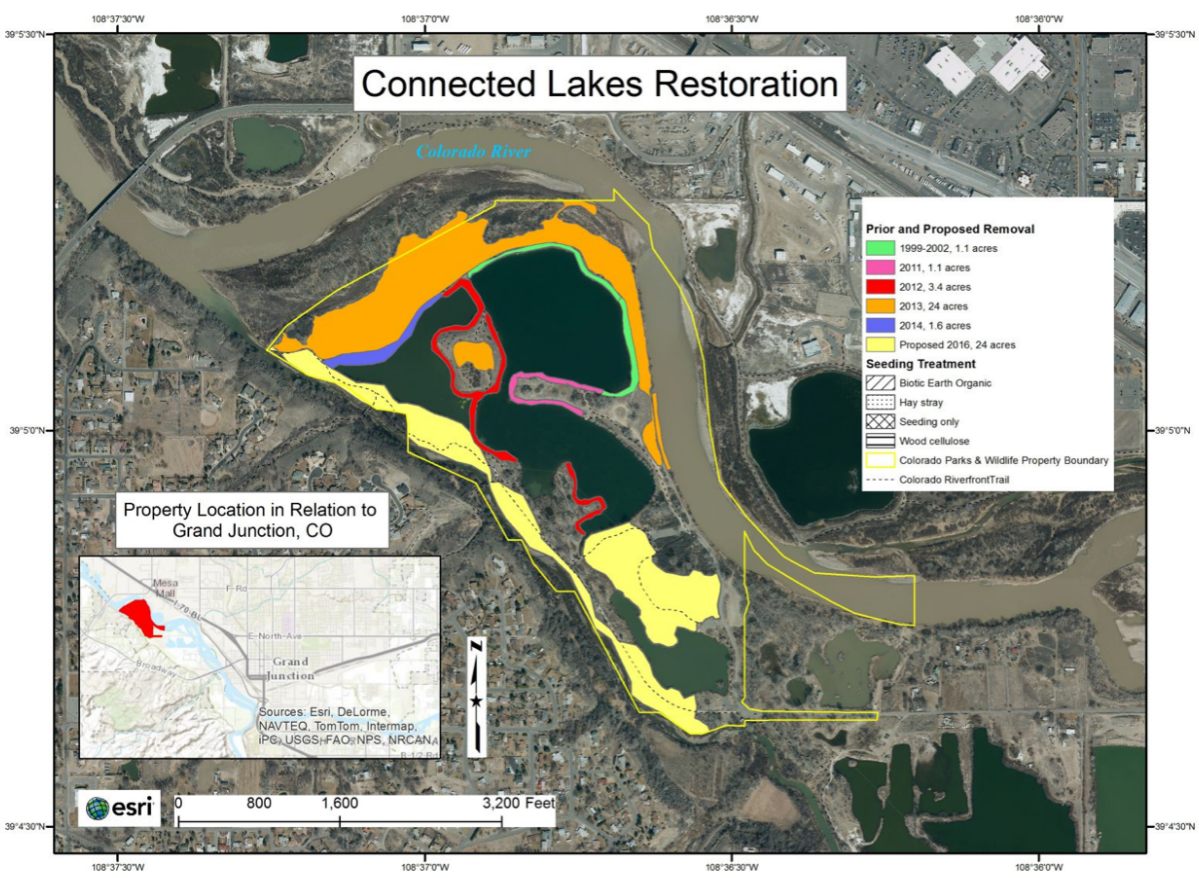 108°37'30"W 108°37'0"W 108°36'30"W 108°36'0"W
39°5'30"N 39°5'30"N
Connected Lakes Restoration
Colorado River
Prior and Proposed Removal
1999-2002, 1.1 acres
2011, 1.1 acres
2012, 3.4 acres
2013, 24 acres
2014, 1.6 acres
Proposed 2016, 24 acres
Seeding Treatment
Biotic Earth Organic
Hay stray
Seeding only
Wood cellulose
Colorado Parks & Wildlife Property Boundary
Colorado RiverfrontTrail
39°5'0"N 39°5'0"N
Property Location in Relation to
Grand Junction, CO
Mesa
Mall
F Rd
I-70-BL
E North-Ave
Broadway
Grand
Junction
Sources: Esri, DeLorme,
NAVTEQ, TomTom, Intermap,
iPC, USGS, FAO, NPS, NRCAN,
B-1/2 Rd
N
esri
0 800 1,600 3,200 Feet
39°4'30"N 39°4'30"N
108°37'30"W 108°37'0"W 108°36'30"W 108°36'0"W